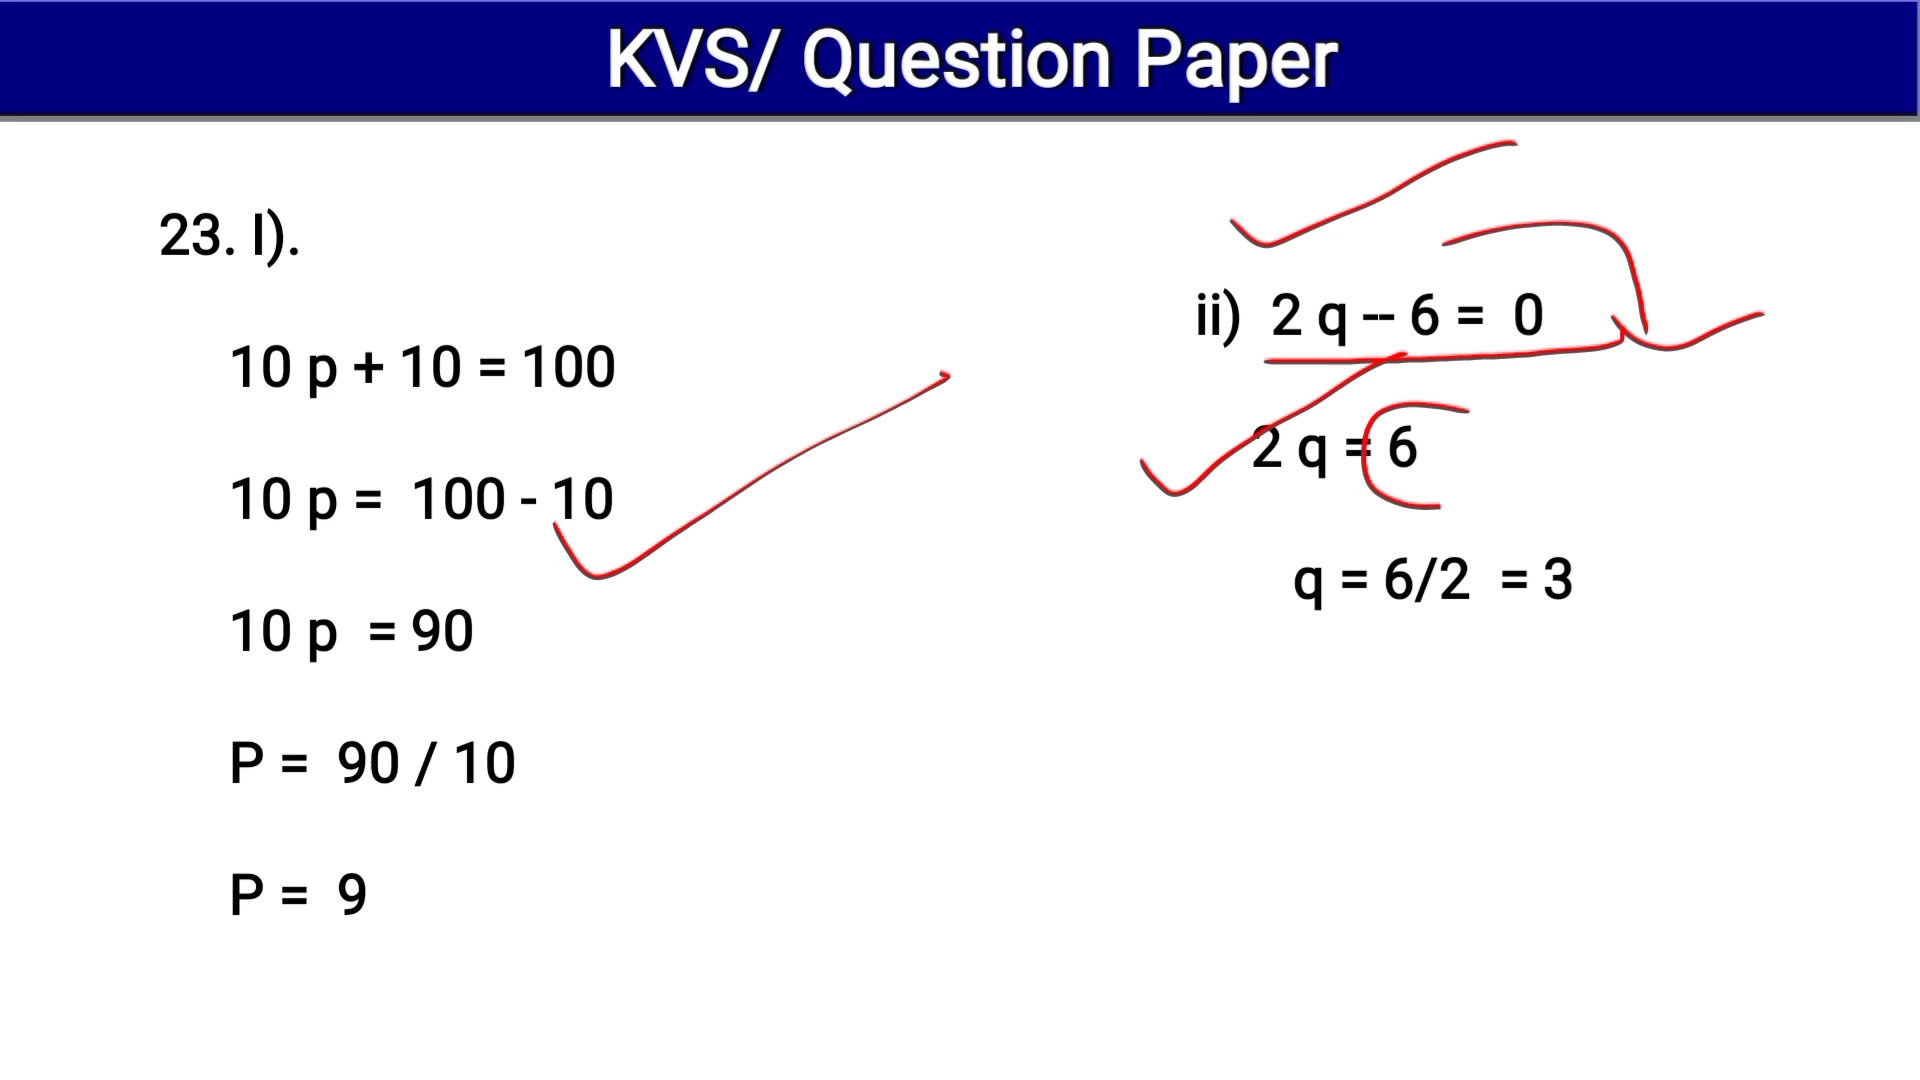 KVS/ Question Paper
23. I).
10 p + 10 = 100
10 p = 100 - 10
10 p = 90
P = 90 / 10
P = 9
ii) 2 q -- 6 = 0
2 q = 6
q = 6/2 = 3